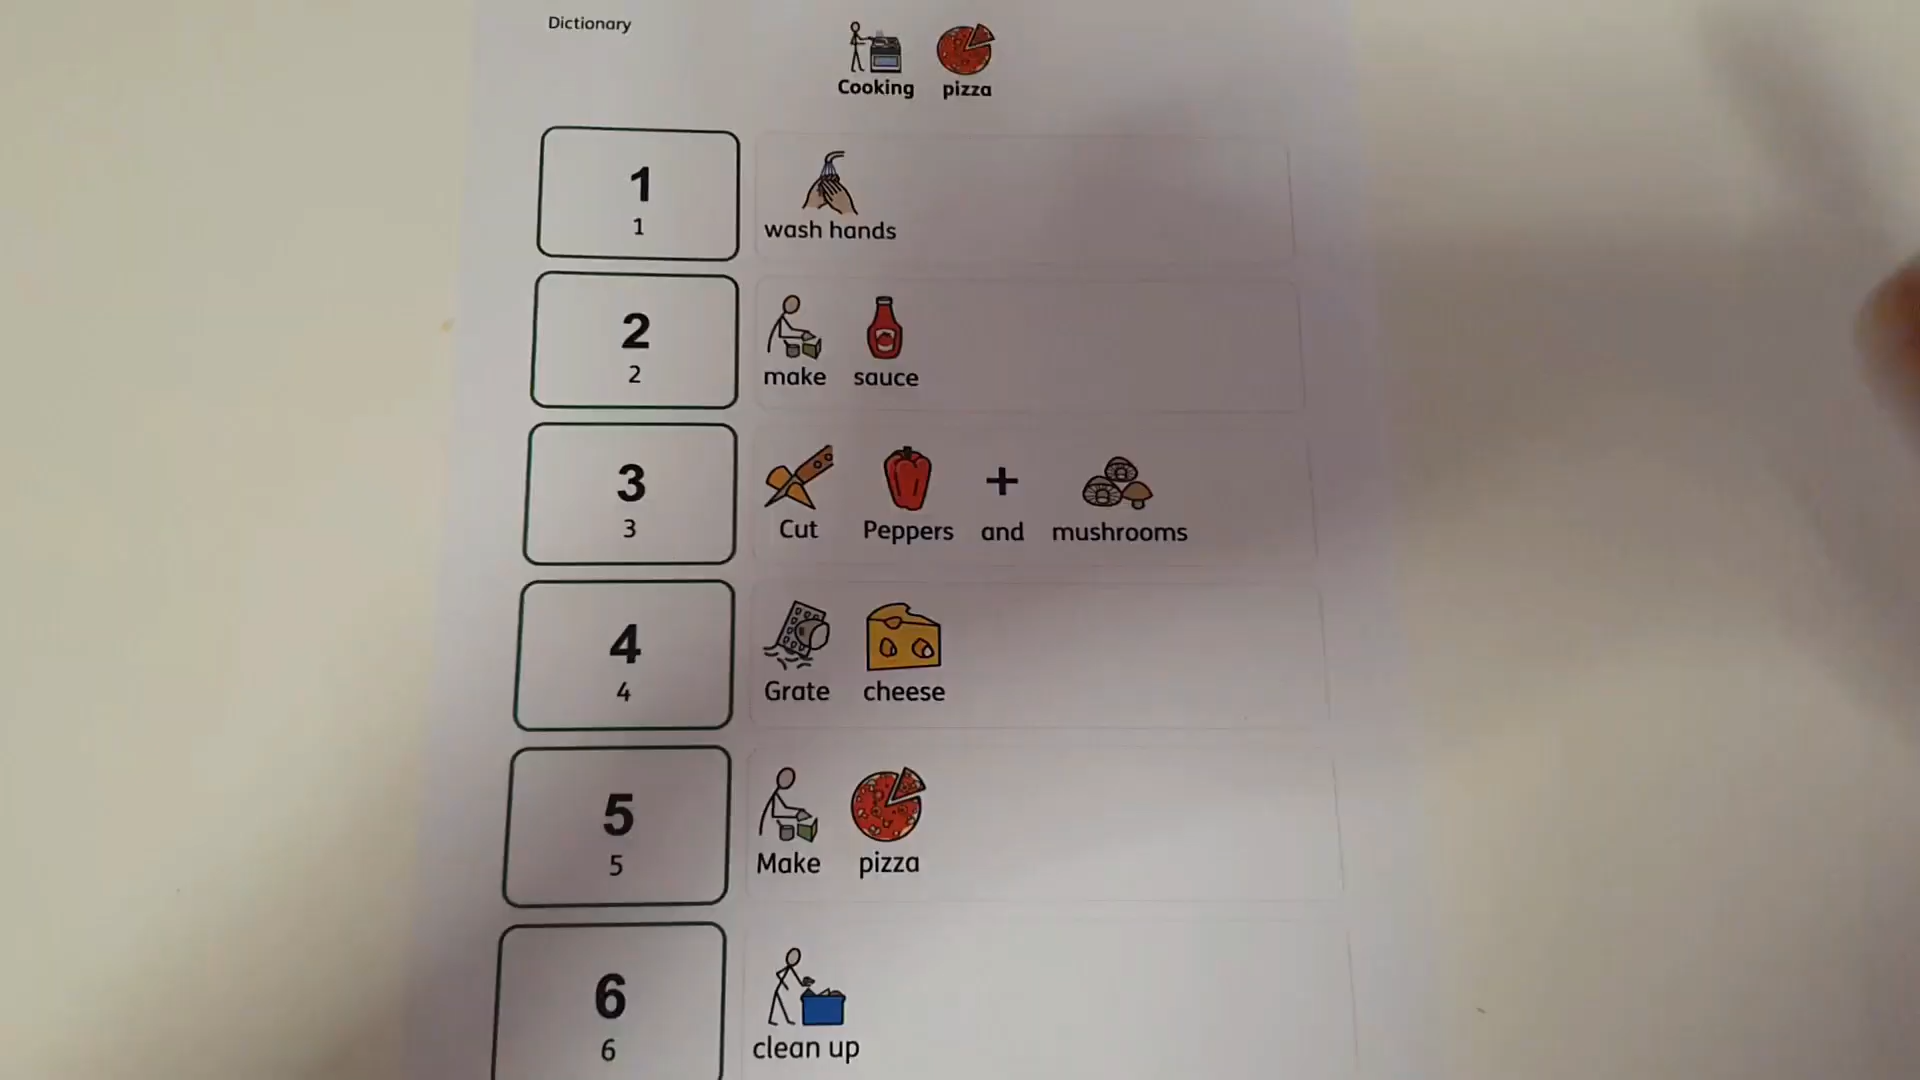 Dictionary
Cooking pizza
1
1
wash hands
2
2
make sauce
3
3
Cut Peppers + and mushrooms
4
4
Grate cheese
5
5
Make pizza
6
6
clean up